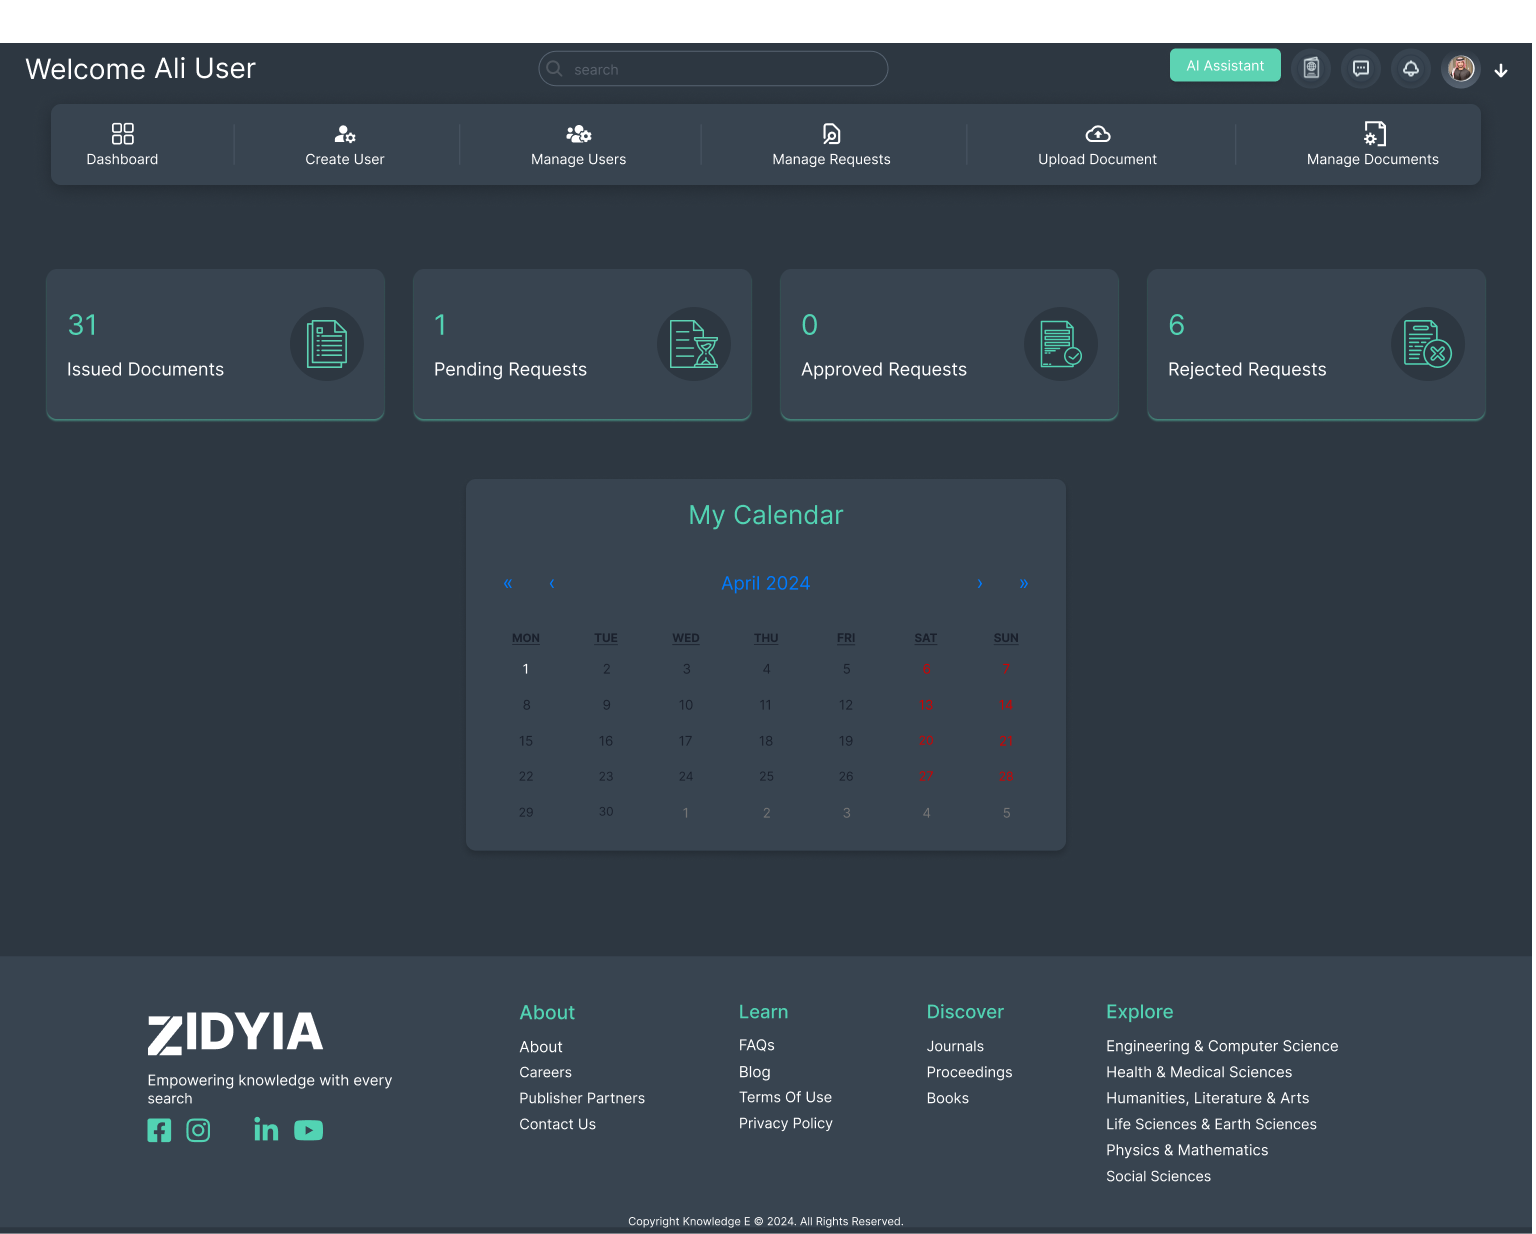 Welcome Ali User
search
AI Assistant
Dashboard
Create User
Manage Users
Manage Requests
Upload Document
Manage Documents
31
Issued Documents
1
Pending Requests
0
Approved Requests
6
Rejected Requests
My Calendar
« ‹ April 2024 › »
MON TUE WED THU FRI SAT SUN
1 2 3 4 5 6 7
8 9 10 11 12 13 14
15 16 17 18 19 20 21
22 23 24 25 26 27 28
29 30 1 2 3 4 5
ZIDYIA
Empowering knowledge with every
search
About
About
Careers
Publisher Partners
Contact Us
Learn
FAQs
Blog
Terms Of Use
Privacy Policy
Discover
Journals
Proceedings
Books
Explore
Engineering & Computer Science
Health & Medical Sciences
Humanities, Literature & Arts
Life Sciences & Earth Sciences
Physics & Mathematics
Social Sciences
Copyright Knowledge E © 2024. All Rights Reserved.